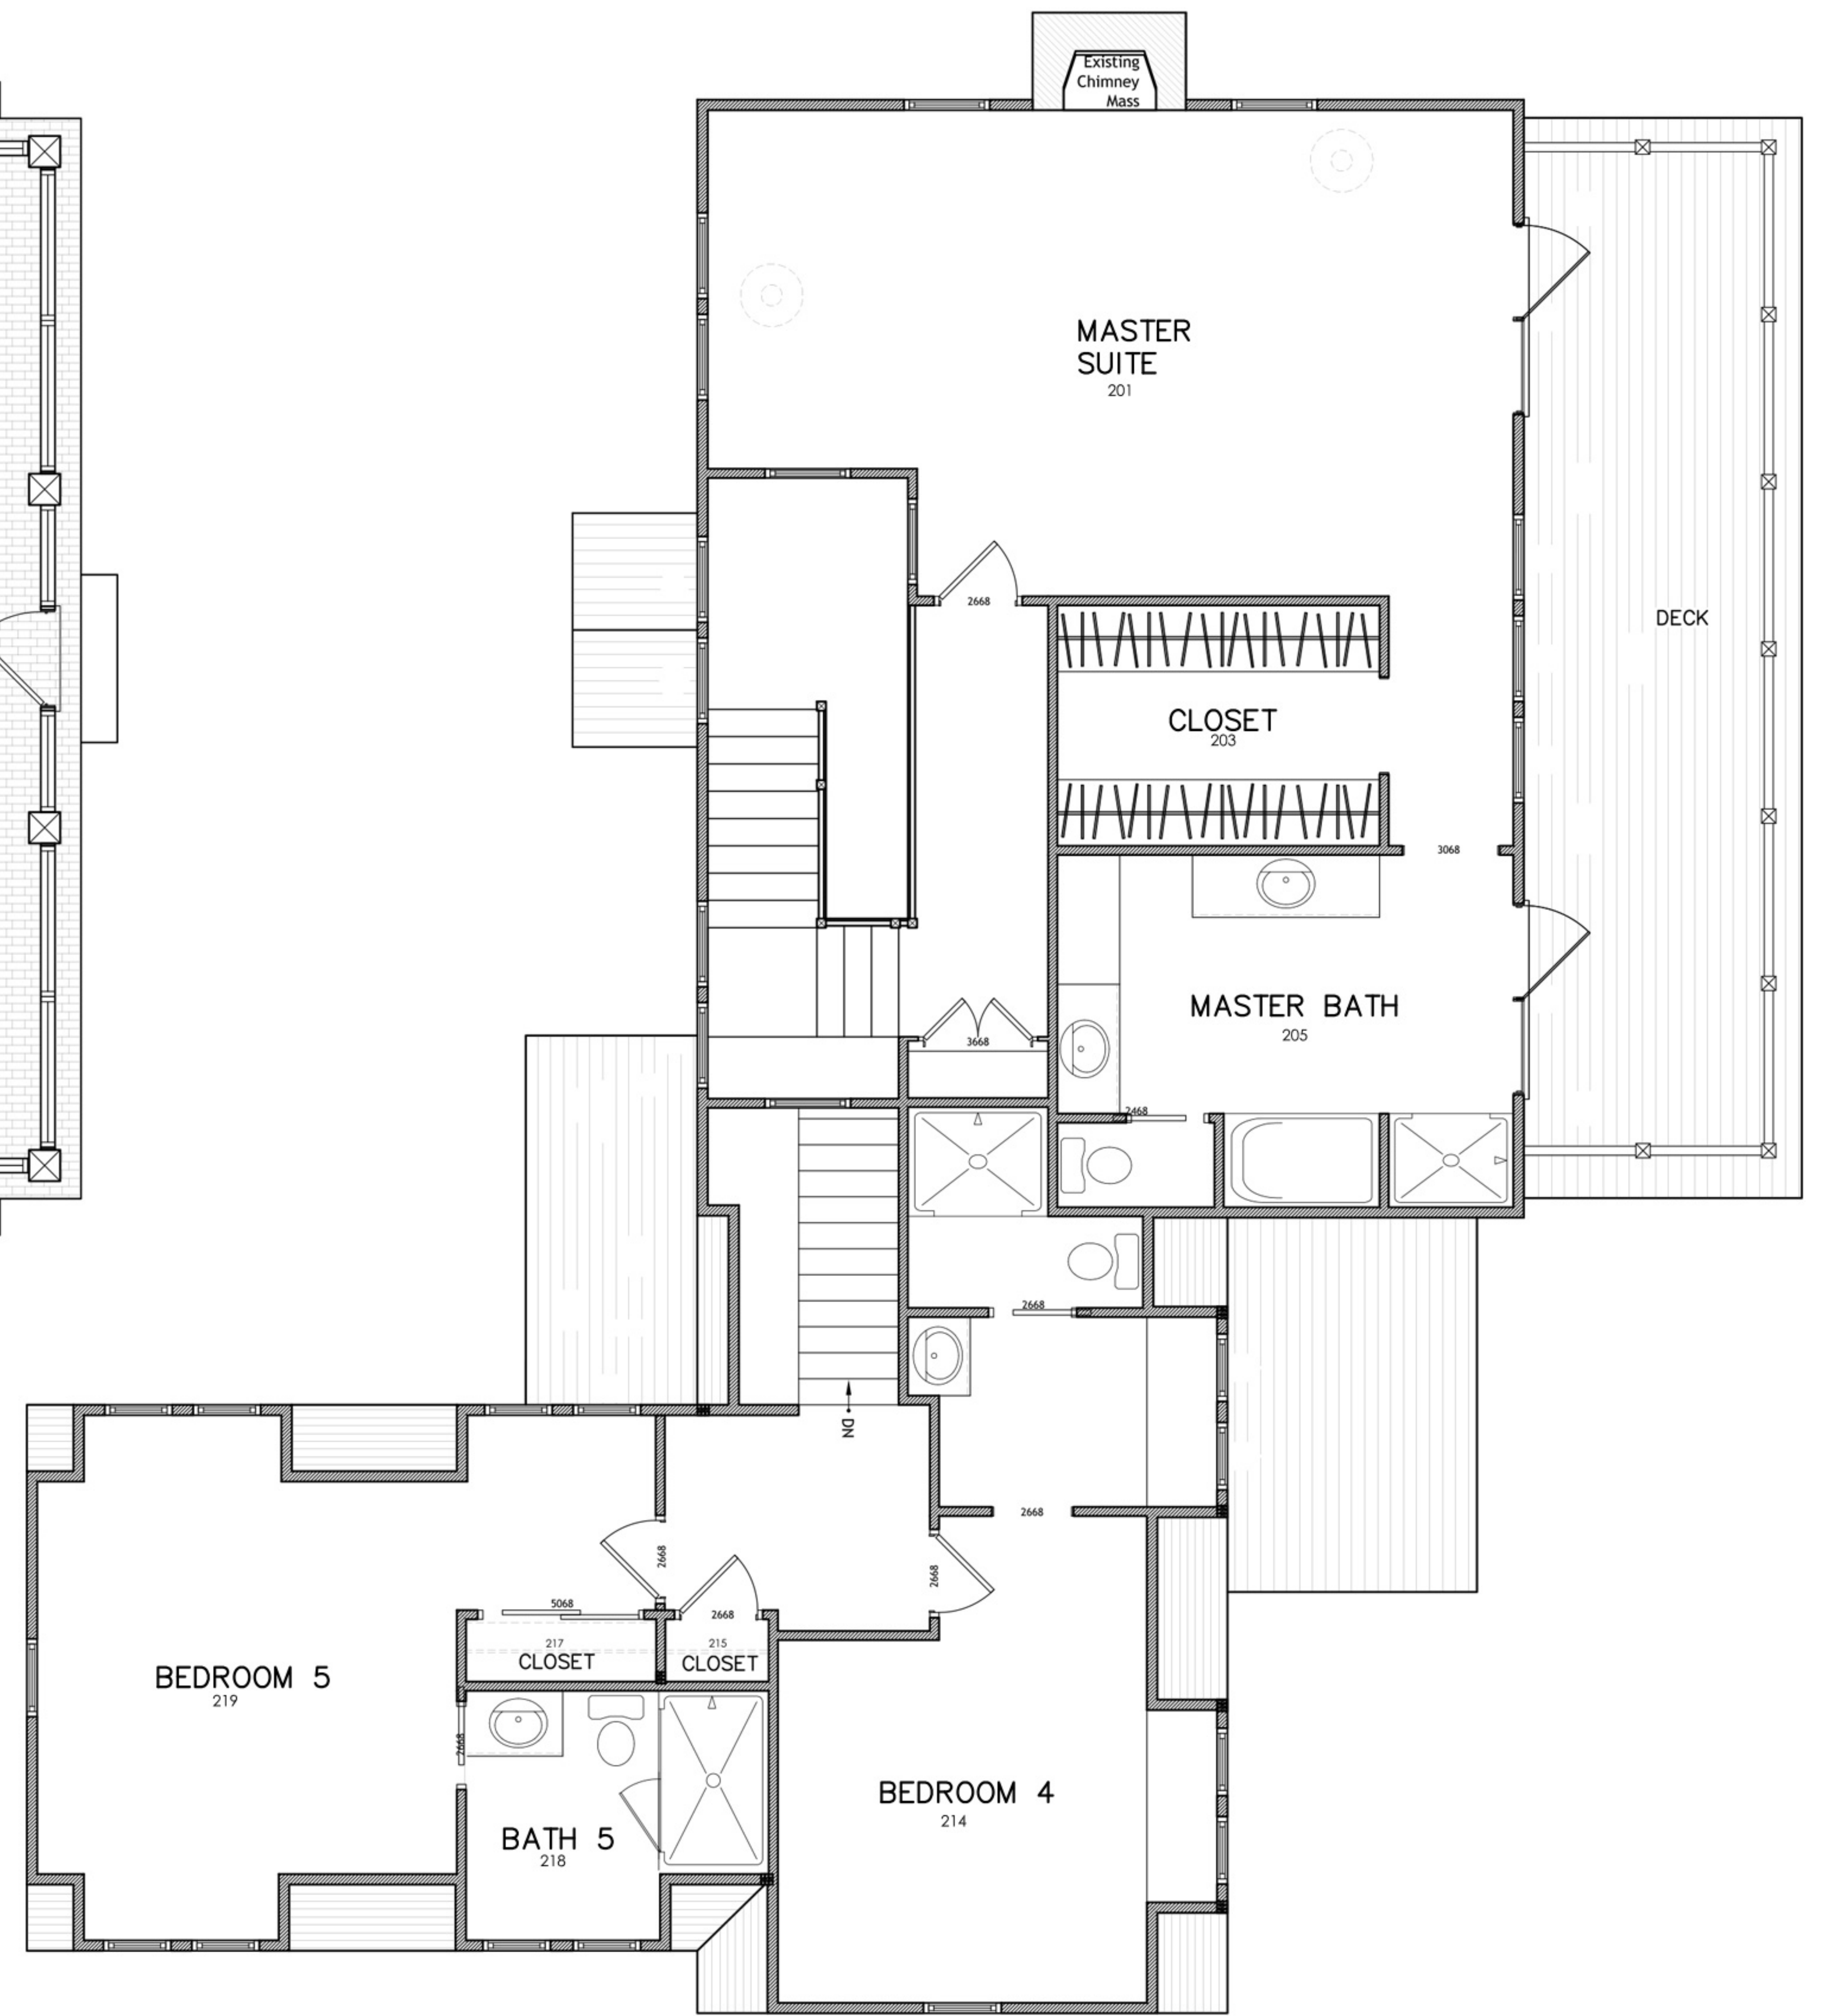 Existing
Chimney
Mass
MASTER
SUITE
201
2668
DECK
CLOSET
203
3068
MASTER BATH
205
3668
2468
2668
DN
2668
2668
2668
5068
2668
217
CLOSET
215
CLOSET
BEDROOM 5
219
2668
BEDROOM 4
214
BATH 5
218